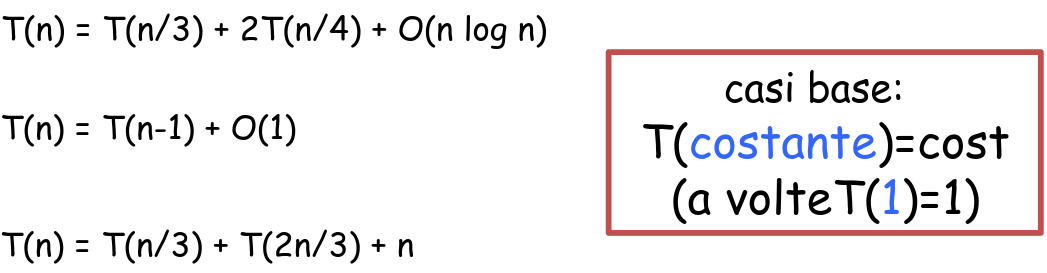 T(n) = T(n/3) + 2T(n/4) + O(n log n)
T(n) = T(n-1) + O(1)
T(n) = T(n/3) + T(2n/3) + n
casi base:
T(costante)=cost
(a volteT(1)=1)